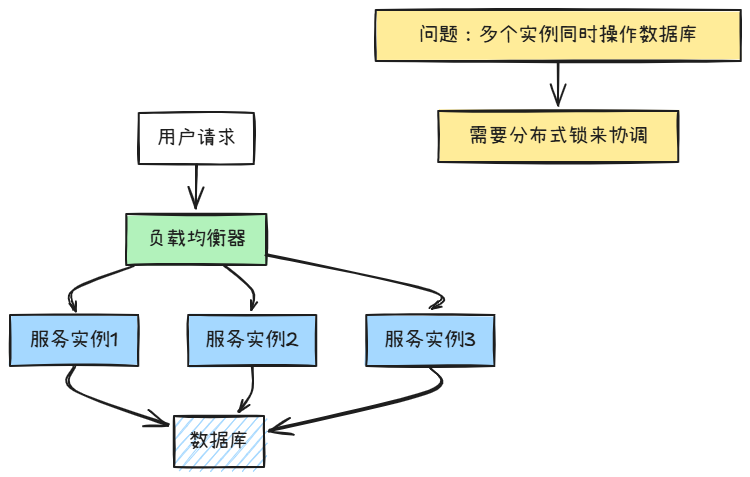 问题：多个实例同时操作数据库
需要分布式锁来协调
用户请求
负载均衡器
服务实例1
服务实例2
服务实例3
数据库